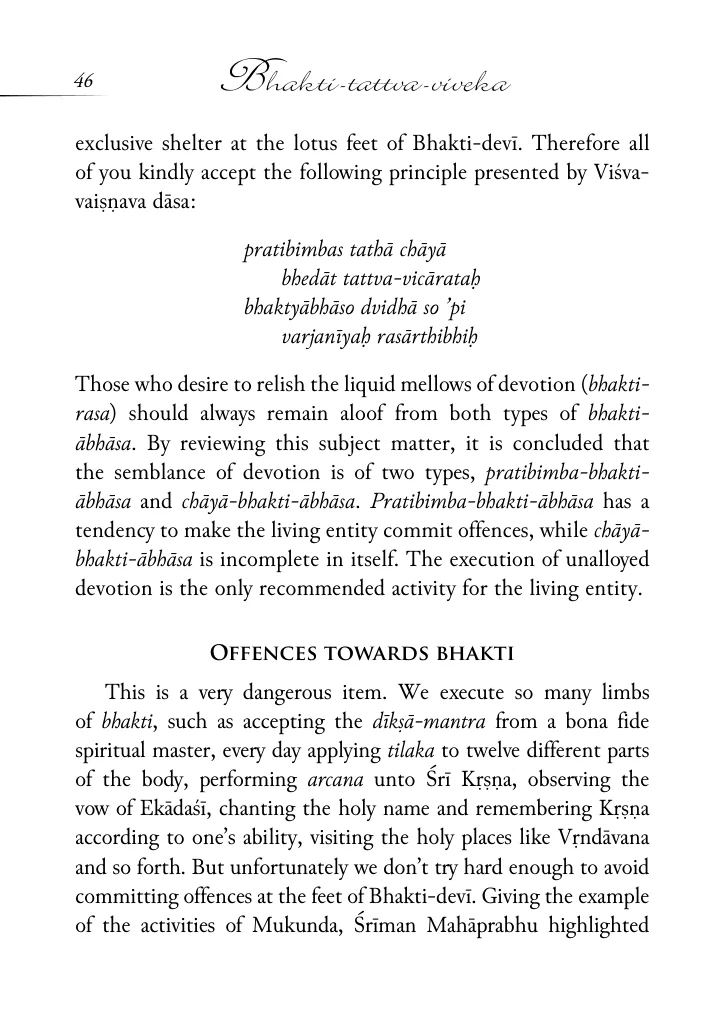 46
Bhakti-tattva-viveka
exclusive shelter at the lotus feet of Bhakti-devī. Therefore all
of you kindly accept the following principle presented by Viśva-
vaiṣṇava dāsa:
pratibimbas tathā chāyā
bhedāt tattva-vicārataḥ
bhaktyābhāso dvidhā so ’pi
varjanīyaḥ rasārthibhiḥ
Those who desire to relish the liquid mellows of devotion (bhakti-
rasa) should always remain aloof from both types of bhakti-
ābhāsa. By reviewing this subject matter, it is concluded that
the semblance of devotion is of two types, pratibimba-bhakti-
ābhāsa and chāyā-bhakti-ābhāsa. Pratibimba-bhakti-ābhāsa has a
tendency to make the living entity commit offences, while chāyā-
bhakti-ābhāsa is incomplete in itself. The execution of unalloyed
devotion is the only recommended activity for the living entity.
Offences towards bhakti
This is a very dangerous item. We execute so many limbs
of bhakti, such as accepting the dīkṣā-mantra from a bona fide
spiritual master, every day applying tilaka to twelve different parts
of the body, performing arcana unto Śrī Kṛṣṇa, observing the
vow of Ekādaśī, chanting the holy name and remembering Kṛṣṇa
according to one’s ability, visiting the holy places like Vṛndāvana
and so forth. But unfortunately we don’t try hard enough to avoid
committing offences at the feet of Bhakti-devī. Giving the example
of the activities of Mukunda, Śrīman Mahāprabhu highlighted